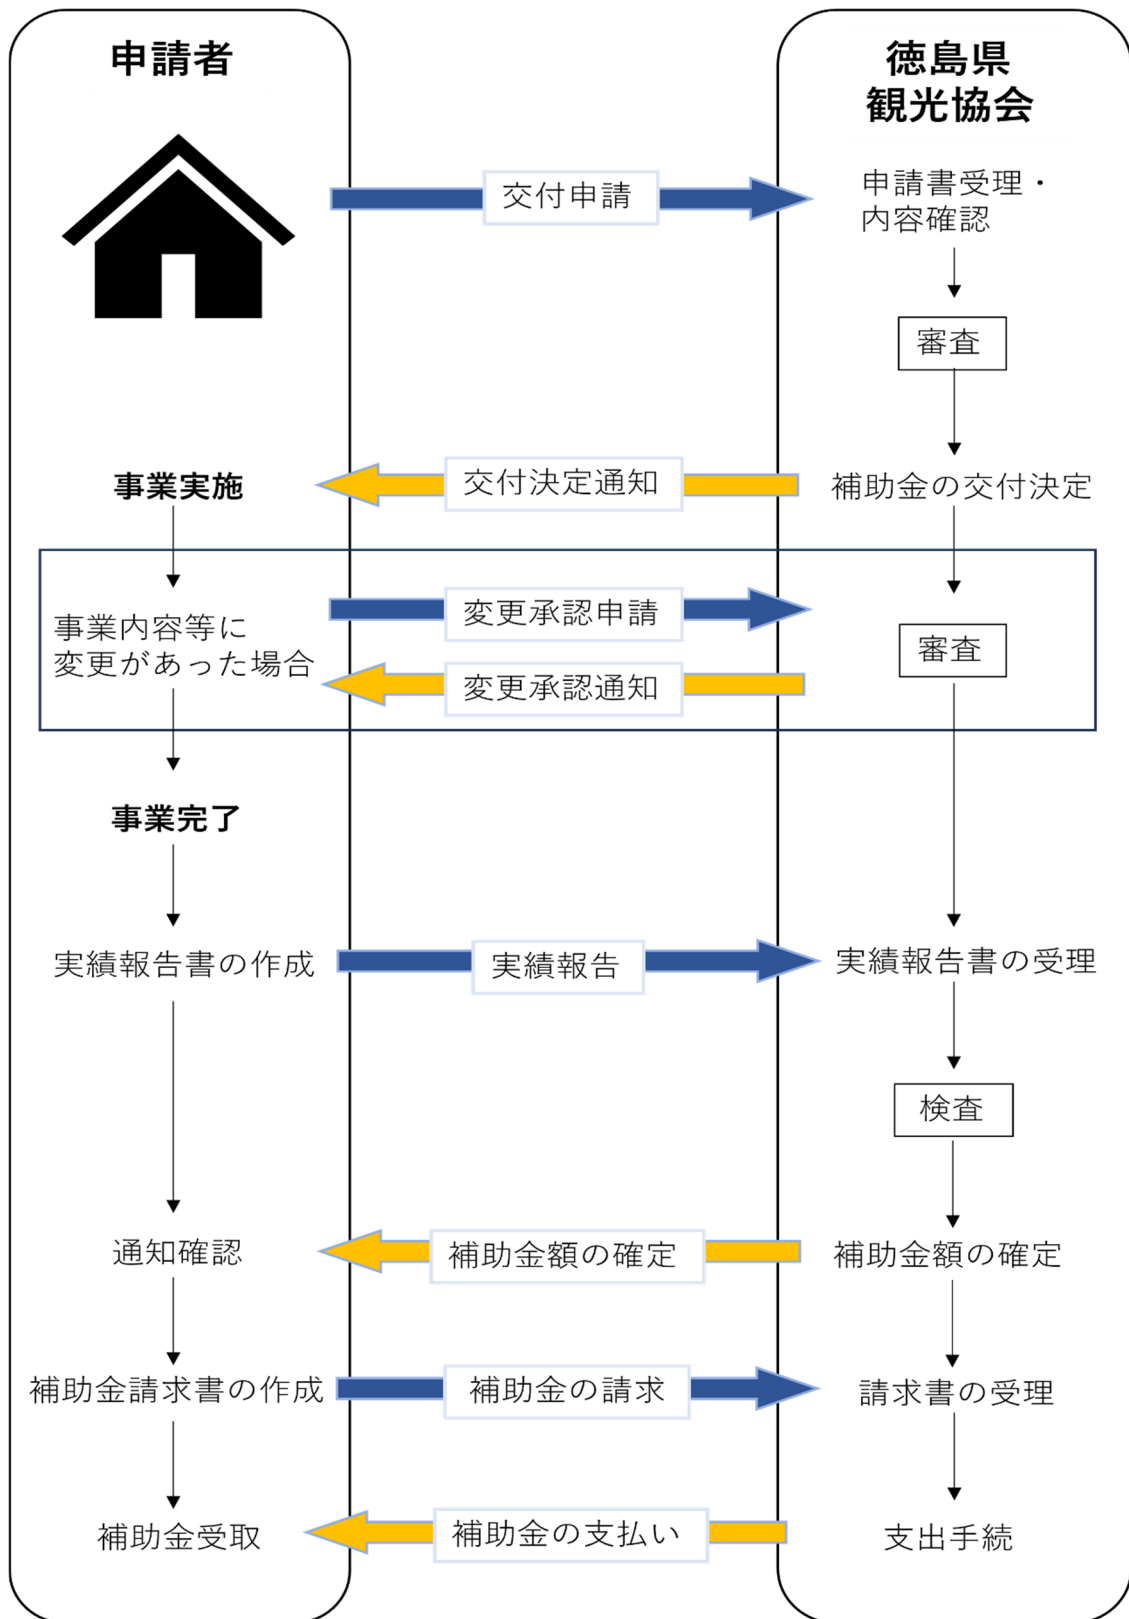 申請者
徳島県
観光協会
交付申請
申請書受理・
内容確認
審査
事業実施
交付決定通知
補助金の交付決定
事業内容等に
変更があった場合
変更承認申請
変更承認通知
審査
事業完了
実績報告書の作成
実績報告
実績報告書の受理
検査
通知確認
補助金額の確定
補助金額の確定
補助金請求書の作成
補助金の請求
請求書の受理
補助金受取
補助金の支払い
支出手続